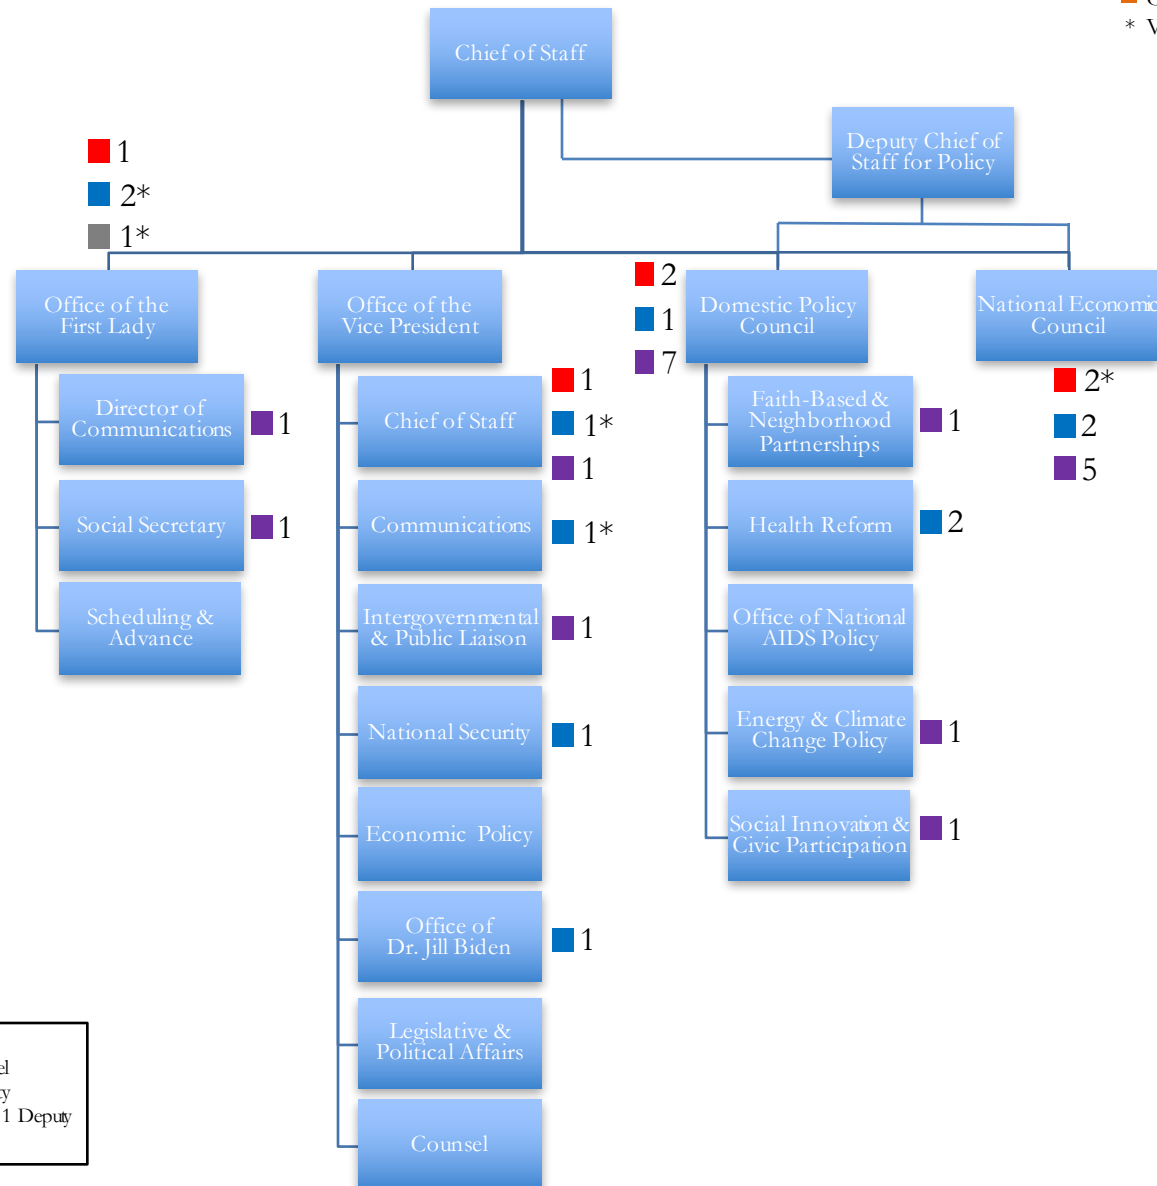 * V
Chief of Staff
Deputy Chief of
Staff for Policy
1
2*
1*
Office of the
First Lady
Office of the
Vice President
2
1
7
Domestic Policy
Council
National Economic
Council
2*
2
5
Director of
Communications
1
Social Secretary
1
Scheduling &
Advance
Chief of Staff
1
1*
1
Communications
1*
Intergovernmental
& Public Liaison
1
National Security
1
Economic Policy
Office of
Dr. Jill Biden
1
Legislative &
Political Affairs
Counsel
Faith-Based &
Neighborhood
Partnerships
1
Health Reform
2
Office of National
AIDS Policy
Energy & Climate
Change Policy
1
Social Innovation &
Civic Participation
1
1 Deputy